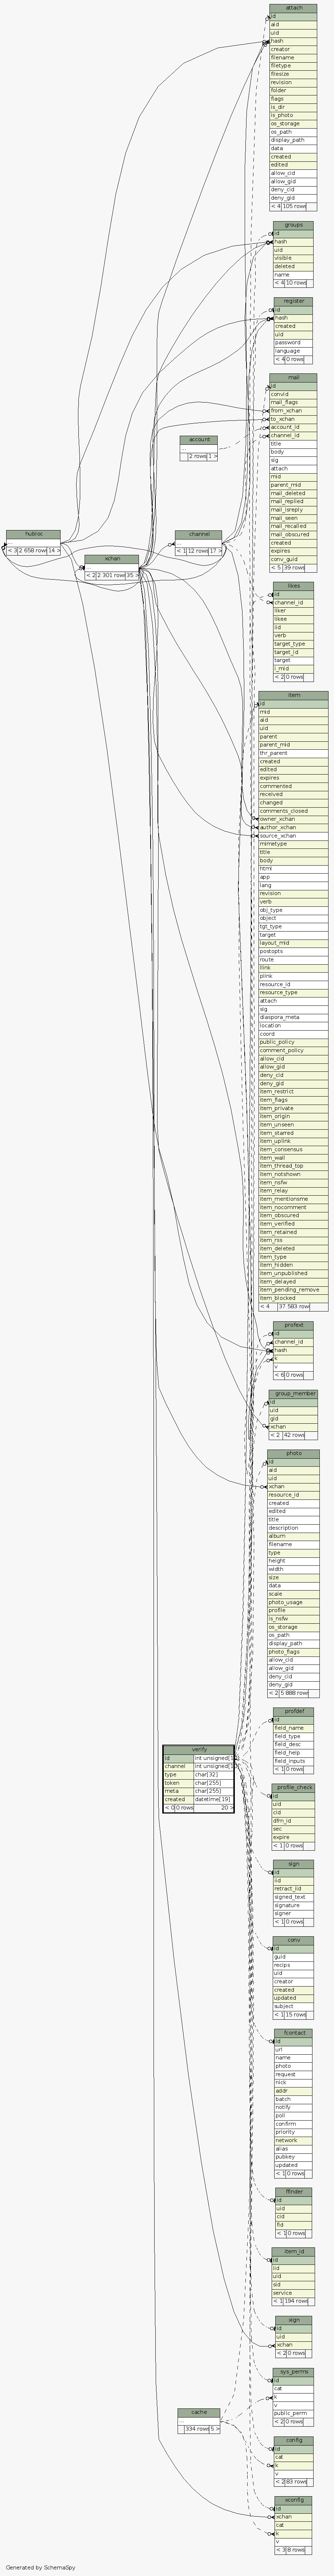 attach
id
aid
uid
hash
creator
filename
filetype
filesize
revision
folder
flags
is_dir
is_photo
os_storage
os_path
display_path
data
created
edited
allow_cid
allow_gid
deny_cid
deny_gid
< 4 105 rows
groups
id
hash
uid
visible
deleted
name
< 4 10 rows
register
id
hash
created
uid
password
language
< 4 0 rows
mail
id
convid
mail_flags
from_xchan
to_xchan
account_id
channel_id
title
body
sig
attach
mid
parent_mid
mail_deleted
mail_replied
mail_isreply
mail_seen
mail_recalled
mail_obscured
created
expires
conv_guid
< 5 39 rows
account
...
2 rows 1 >
hubloc
...
< 3 2 658 rows 14 >
channel
...
< 1 12 rows 17 >
xchan
...
< 2 2 301 rows 35 >
likes
id
channel_id
liker
likee
iid
verb
target_type
target_id
target
i_mid
< 2 0 rows
item
id
mid
aid
uid
parent
parent_mid
thr_parent
created
edited
expires
commented
received
changed
comments_closed
owner_xchan
author_xchan
source_xchan
mimetype
title
body
html
app
lang
revision
verb
obj_type
object
tgt_type
target
layout_mid
postopts
route
llink
plink
resource_id
resource_type
attach
sig
diaspora_meta
location
coord
public_policy
comment_policy
allow_cid
allow_gid
deny_cid
deny_gid
item_restrict
item_flags
item_private
item_origin
item_unseen
item_starred
item_uplink
item_consensus
item_wall
item_thread_top
item_notshown
item_nsfw
item_relay
item_mentionsme
item_nocomment
item_obscured
item_verified
item_retained
item_rss
item_deleted
item_type
item_hidden
item_unpublished
item_delayed
item_pending_remove
item_blocked
< 4 37 583 rows
profext
id
channel_id
hash
k
v
< 6 0 rows
group_member
id
uid
gid
xchan
< 2 42 rows
photo
id
aid
uid
xchan
resource_id
created
edited
title
description
album
filename
type
height
width
size
data
scale
photo_usage
profile
is_nsfw
os_storage
os_path
display_path
photo_flags
allow_cid
allow_gid
deny_cid
deny_gid
< 2 5 888 rows
profdef
id
field_name
field_type
field_desc
field_help
field_inputs
< 1 0 rows
verify
id int unsigned[10]
channel int unsigned[10]
type char[32]
token char[255]
meta char[255]
created datetime[19]
< 0 0 rows 20 >
profile_check
id
uid
cid
dfrn_id
sec
expire
< 1 0 rows
sign
id
iid
retract_iid
signed_text
signature
signer
< 1 0 rows
conv
id
guid
recips
uid
creator
created
updated
subject
< 1 15 rows
fcontact
id
url
name
photo
request
nick
addr
batch
notify
poll
confirm
priority
network
alias
pubkey
updated
< 1 0 rows
ffinder
id
uid
cid
fid
< 1 0 rows
item_id
id
iid
uid
sid
service
< 1 194 rows
xign
id
uid
xchan
< 2 0 rows
sys_perms
id
cat
k
v
public_perm
< 2 0 rows
cache
...
334 rows 5 >
config
id
cat
k
v
< 2 83 rows
xconfig
id
xchan
cat
k
v
< 3 8 rows
Generated by SchemaSpy